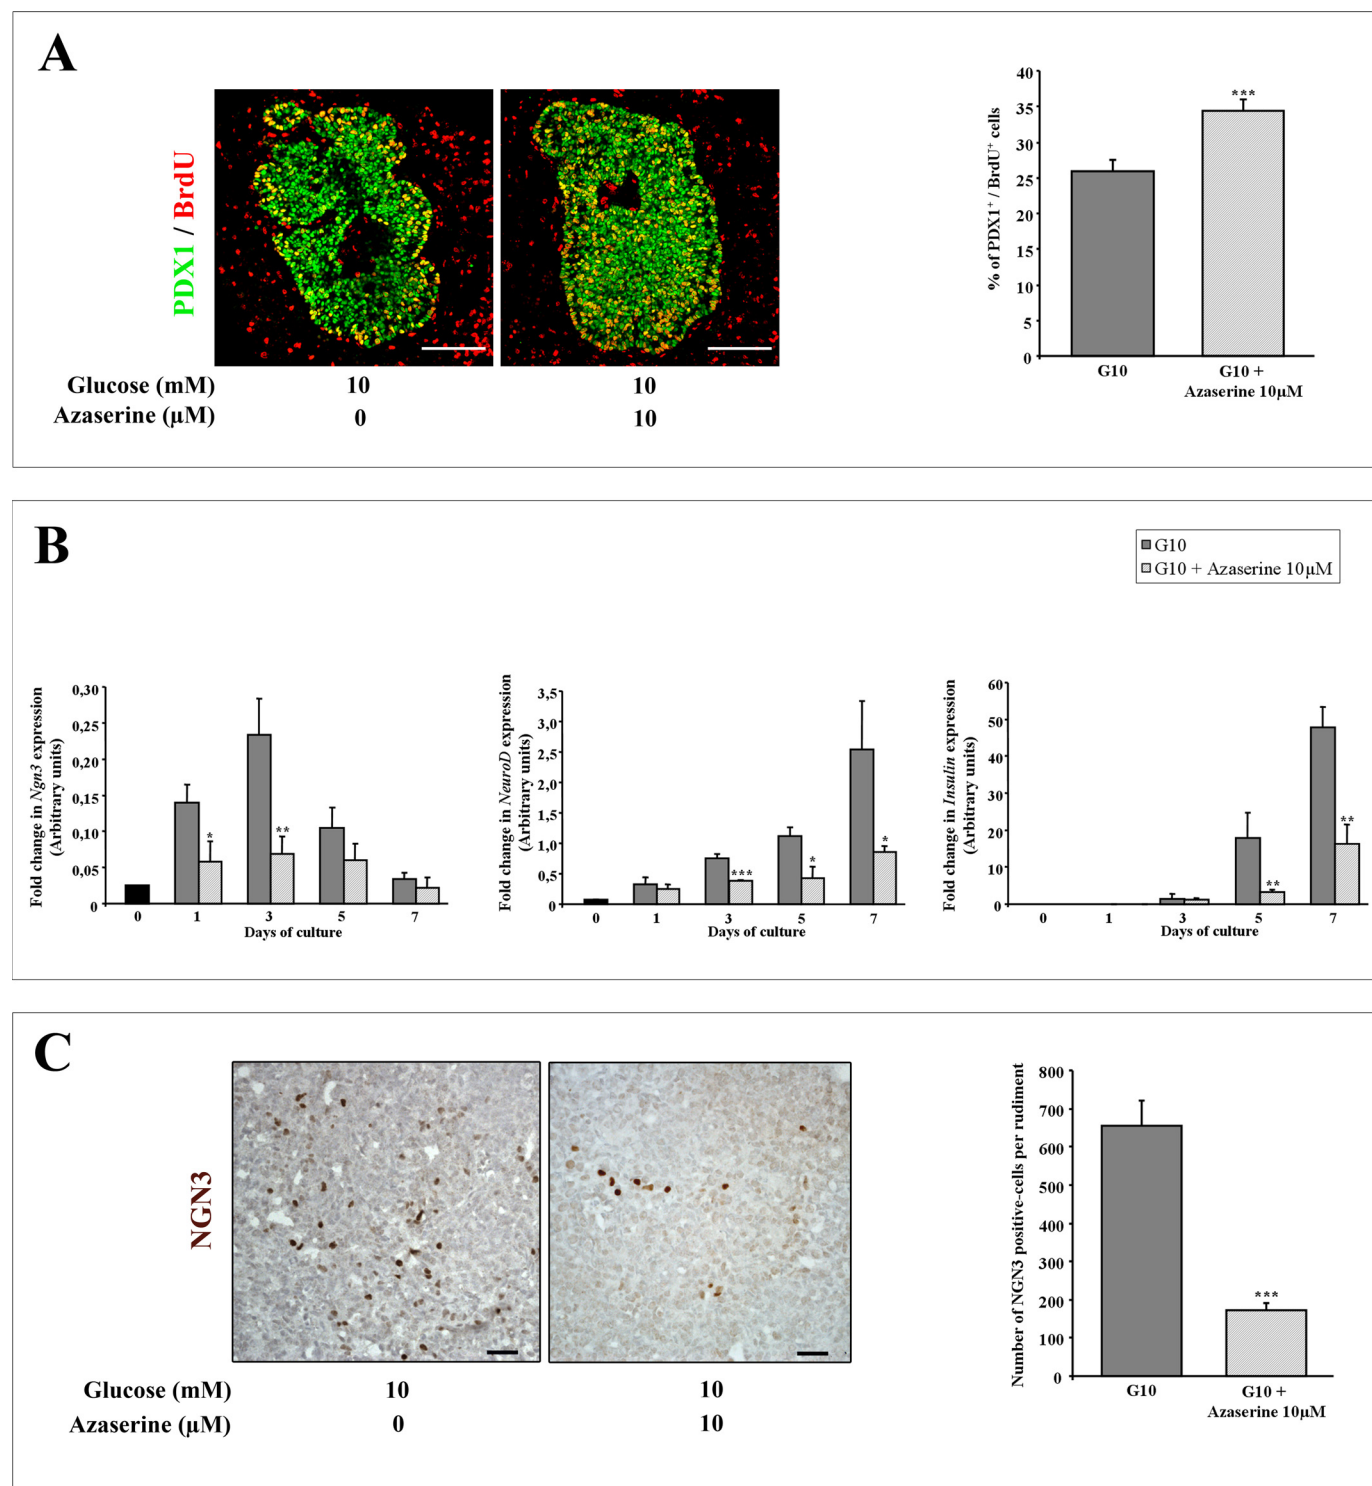 A
PDX1 / BrdU
Glucose (mM) 10 10
Azaserine (µM) 0 10
% of PDX1+ / BrdU+ cells
40
35
30
25
20
15
10
5
0
***
G10
G10 +
Azaserine 10µM
B
G10
G10 + Azaserine 10µM
Fold change in Ngn3 expression
(Arbitrary units)
0,30
0,25
0,20
0,15
0,10
0,05
0
*
**
0 1 3 5 7
Days of culture
Fold change in NeuroD expression
(Arbitrary units)
3,5
3,0
2,5
2,0
1,5
1,0
0,5
0
***
*
*
0 1 3 5 7
Days of culture
Fold change in Insulin expression
(Arbitrary units)
60
50
40
30
20
10
0
**
**
0 1 3 5 7
Days of culture
C
NGN3
Glucose (mM) 10 10
Azaserine (µM) 0 10
Number of NGN3 positive-cells per rudiment
800
700
600
500
400
300
200
100
0
***
G10
G10 +
Azaserine 10µM